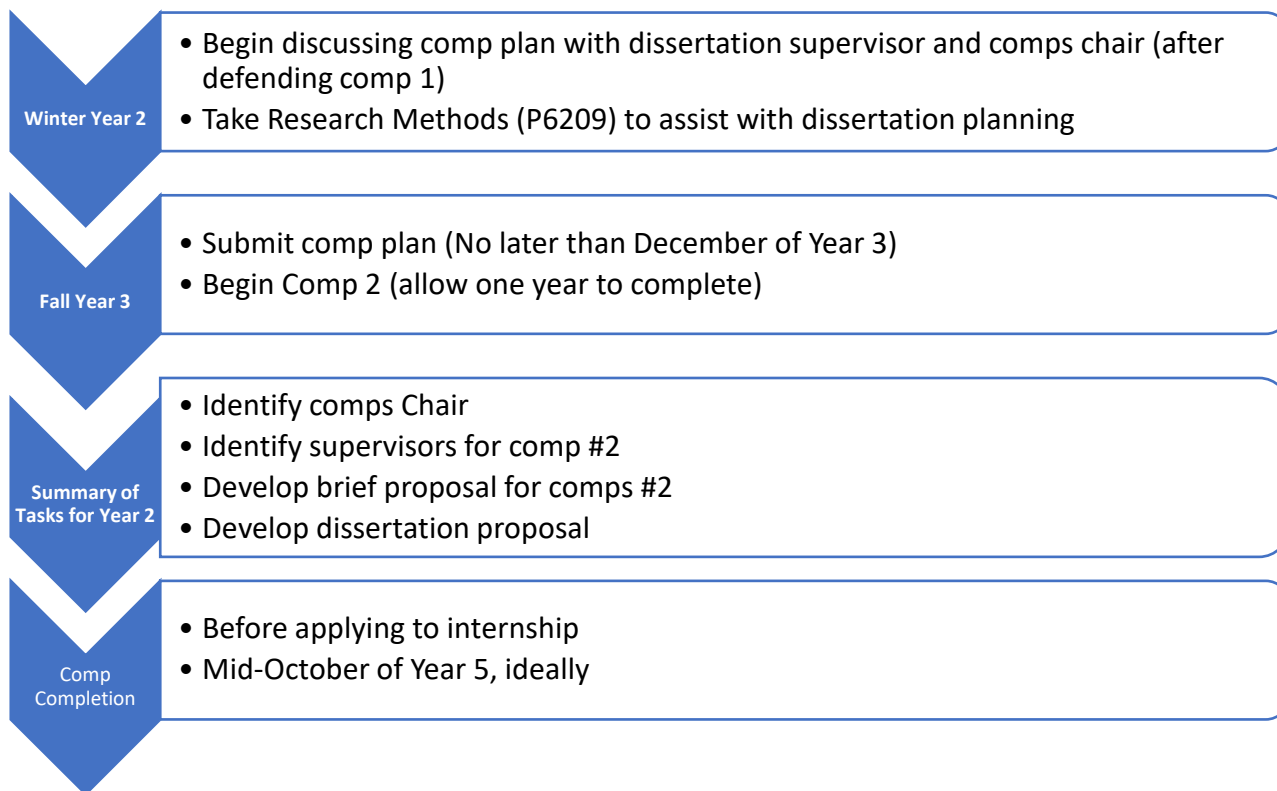 Winter Year 2
• Begin discussing comp plan with dissertation supervisor and comps chair (after
defending comp 1)
• Take Research Methods (P6209) to assist with dissertation planning
Fall Year 3
• Submit comp plan (No later than December of Year 3)
• Begin Comp 2 (allow one year to complete)
Summary of
Tasks for Year 2
• Identify comps Chair
• Identify supervisors for comp #2
• Develop brief proposal for comps #2
• Develop dissertation proposal
Comp
Completion
• Before applying to internship
• Mid-October of Year 5, ideally